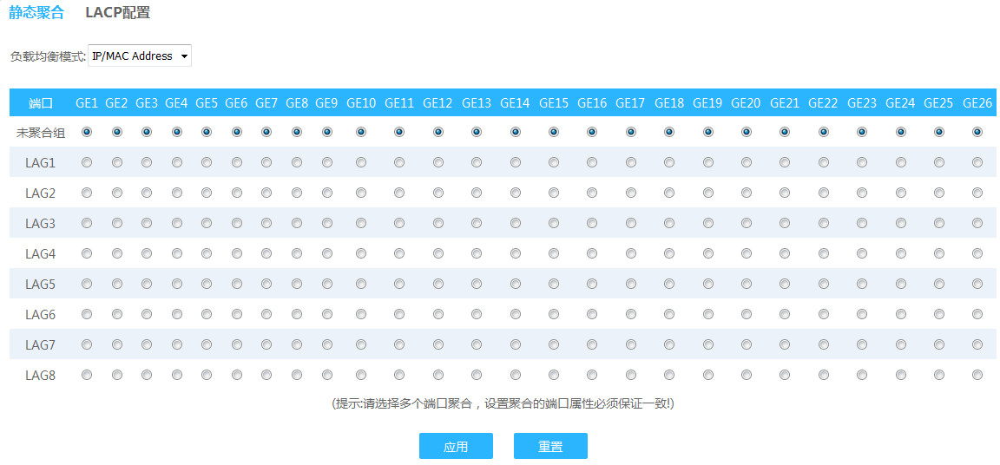 静态聚合 LACP配置
负载均衡模式: IP/MAC Address
端口 GE1 GE2 GE3 GE4 GE5 GE6 GE7 GE8 GE9 GE10 GE11 GE12 GE13 GE14 GE15 GE16 GE17 GE18 GE19 GE20 GE21 GE22 GE23 GE24 GE25 GE26
未聚合组
LAG1
LAG2
LAG3
LAG4
LAG5
LAG6
LAG7
LAG8
(提示:请选择多个端口聚合，设置聚合的端口属性必须保证一致!)
应用 重置